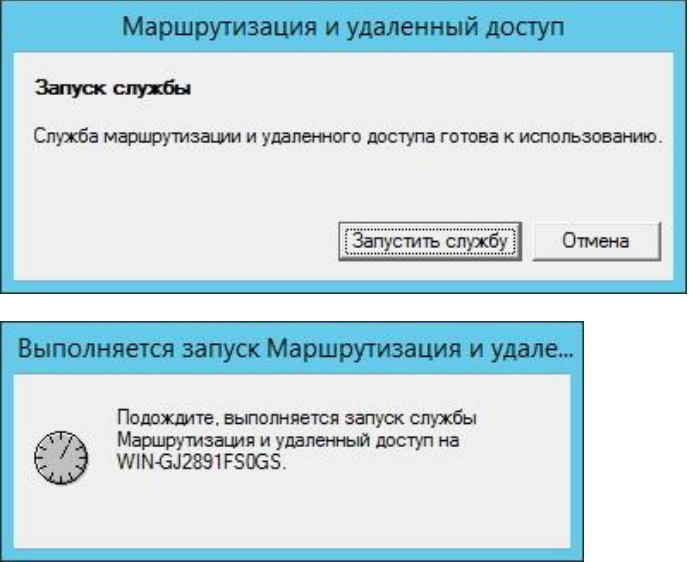 Маршрутизация и удаленный доступ
Запуск службы
Служба маршрутизации и удаленного доступа готова к использованию.
Запустить службу
Отмена
Выполняется запуск Маршрутизация и удале...
Подождите, выполняется запуск службы
Маршрутизация и удаленный доступ на
WIN-GJ2891FS0GS.